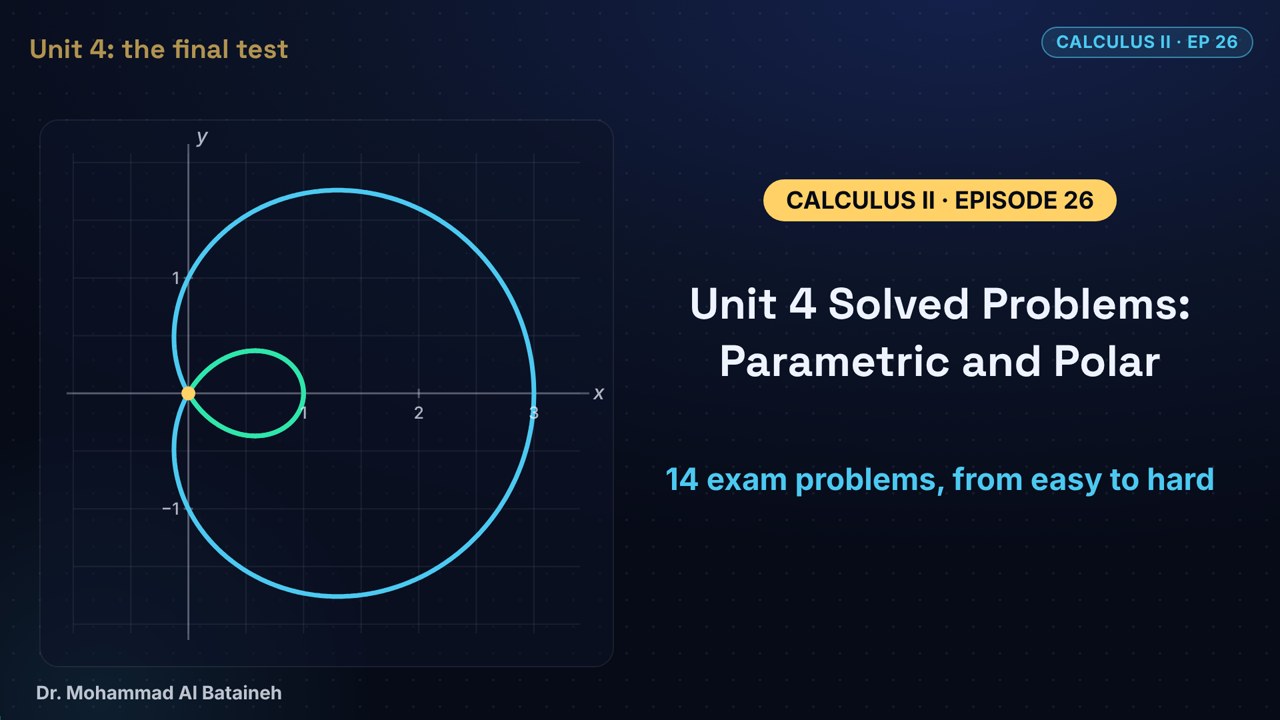 Unit 4: the final test
CALCULUS II · EP 26
y
1
1
2
3
x
−1
CALCULUS II · EPISODE 26
Unit 4 Solved Problems:
Parametric and Polar
14 exam problems, from easy to hard
Dr. Mohammad Al Bataineh